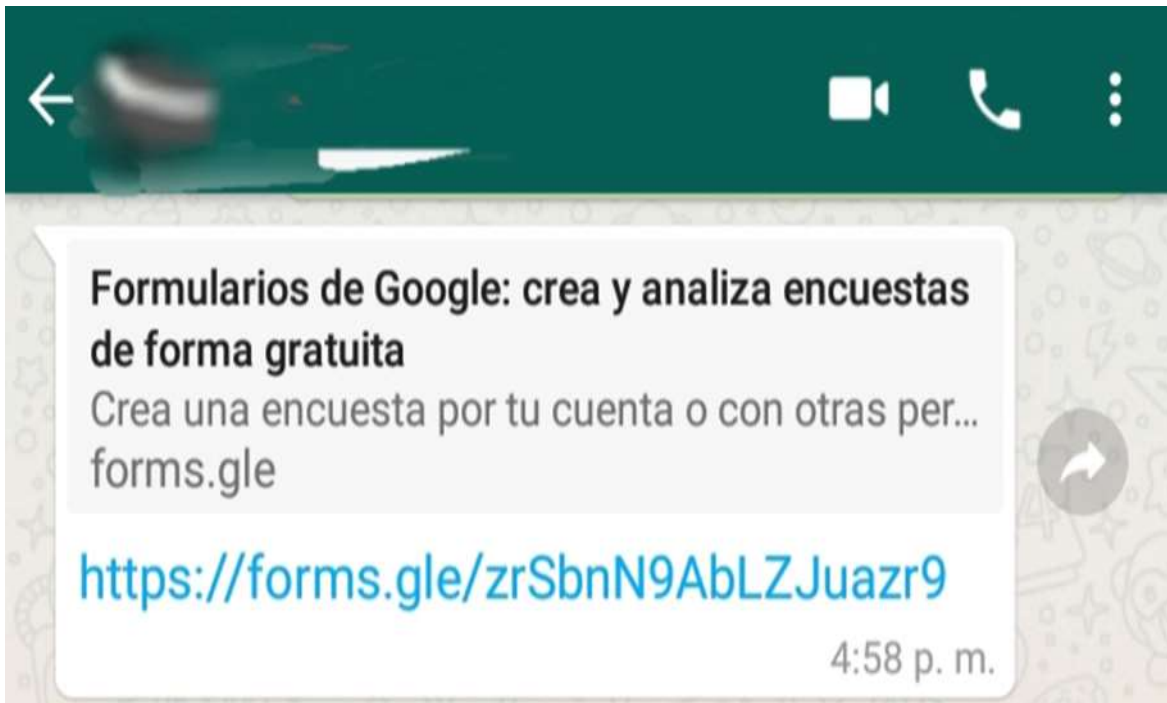 Formularios de Google: crea y analiza encuestas
de forma gratuita
Crea una encuesta por tu cuenta o con otras per...
forms.gle
https://forms.gle/zrSbnN9AbLZJuazr9
4:58 p. m.